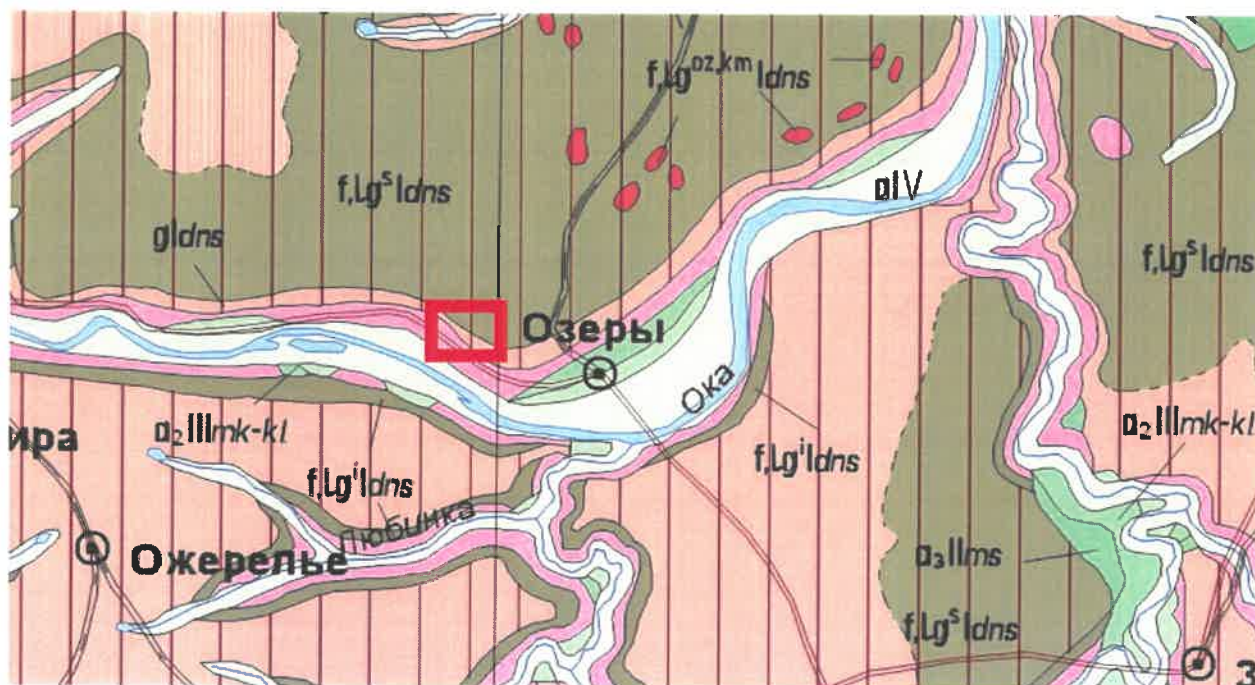 f,lg^oz,km Idns
f,lg^s Idns
aIV
gIdns
f,lg^s Idns
Озеры
Ока
a₂IIImk-kl
ира
a₂IIImk-kl
f,lg^i Idns
f,lg^i Idns
Любинка
Ожерелье
a₃IIms
f,lg^s Idns
З